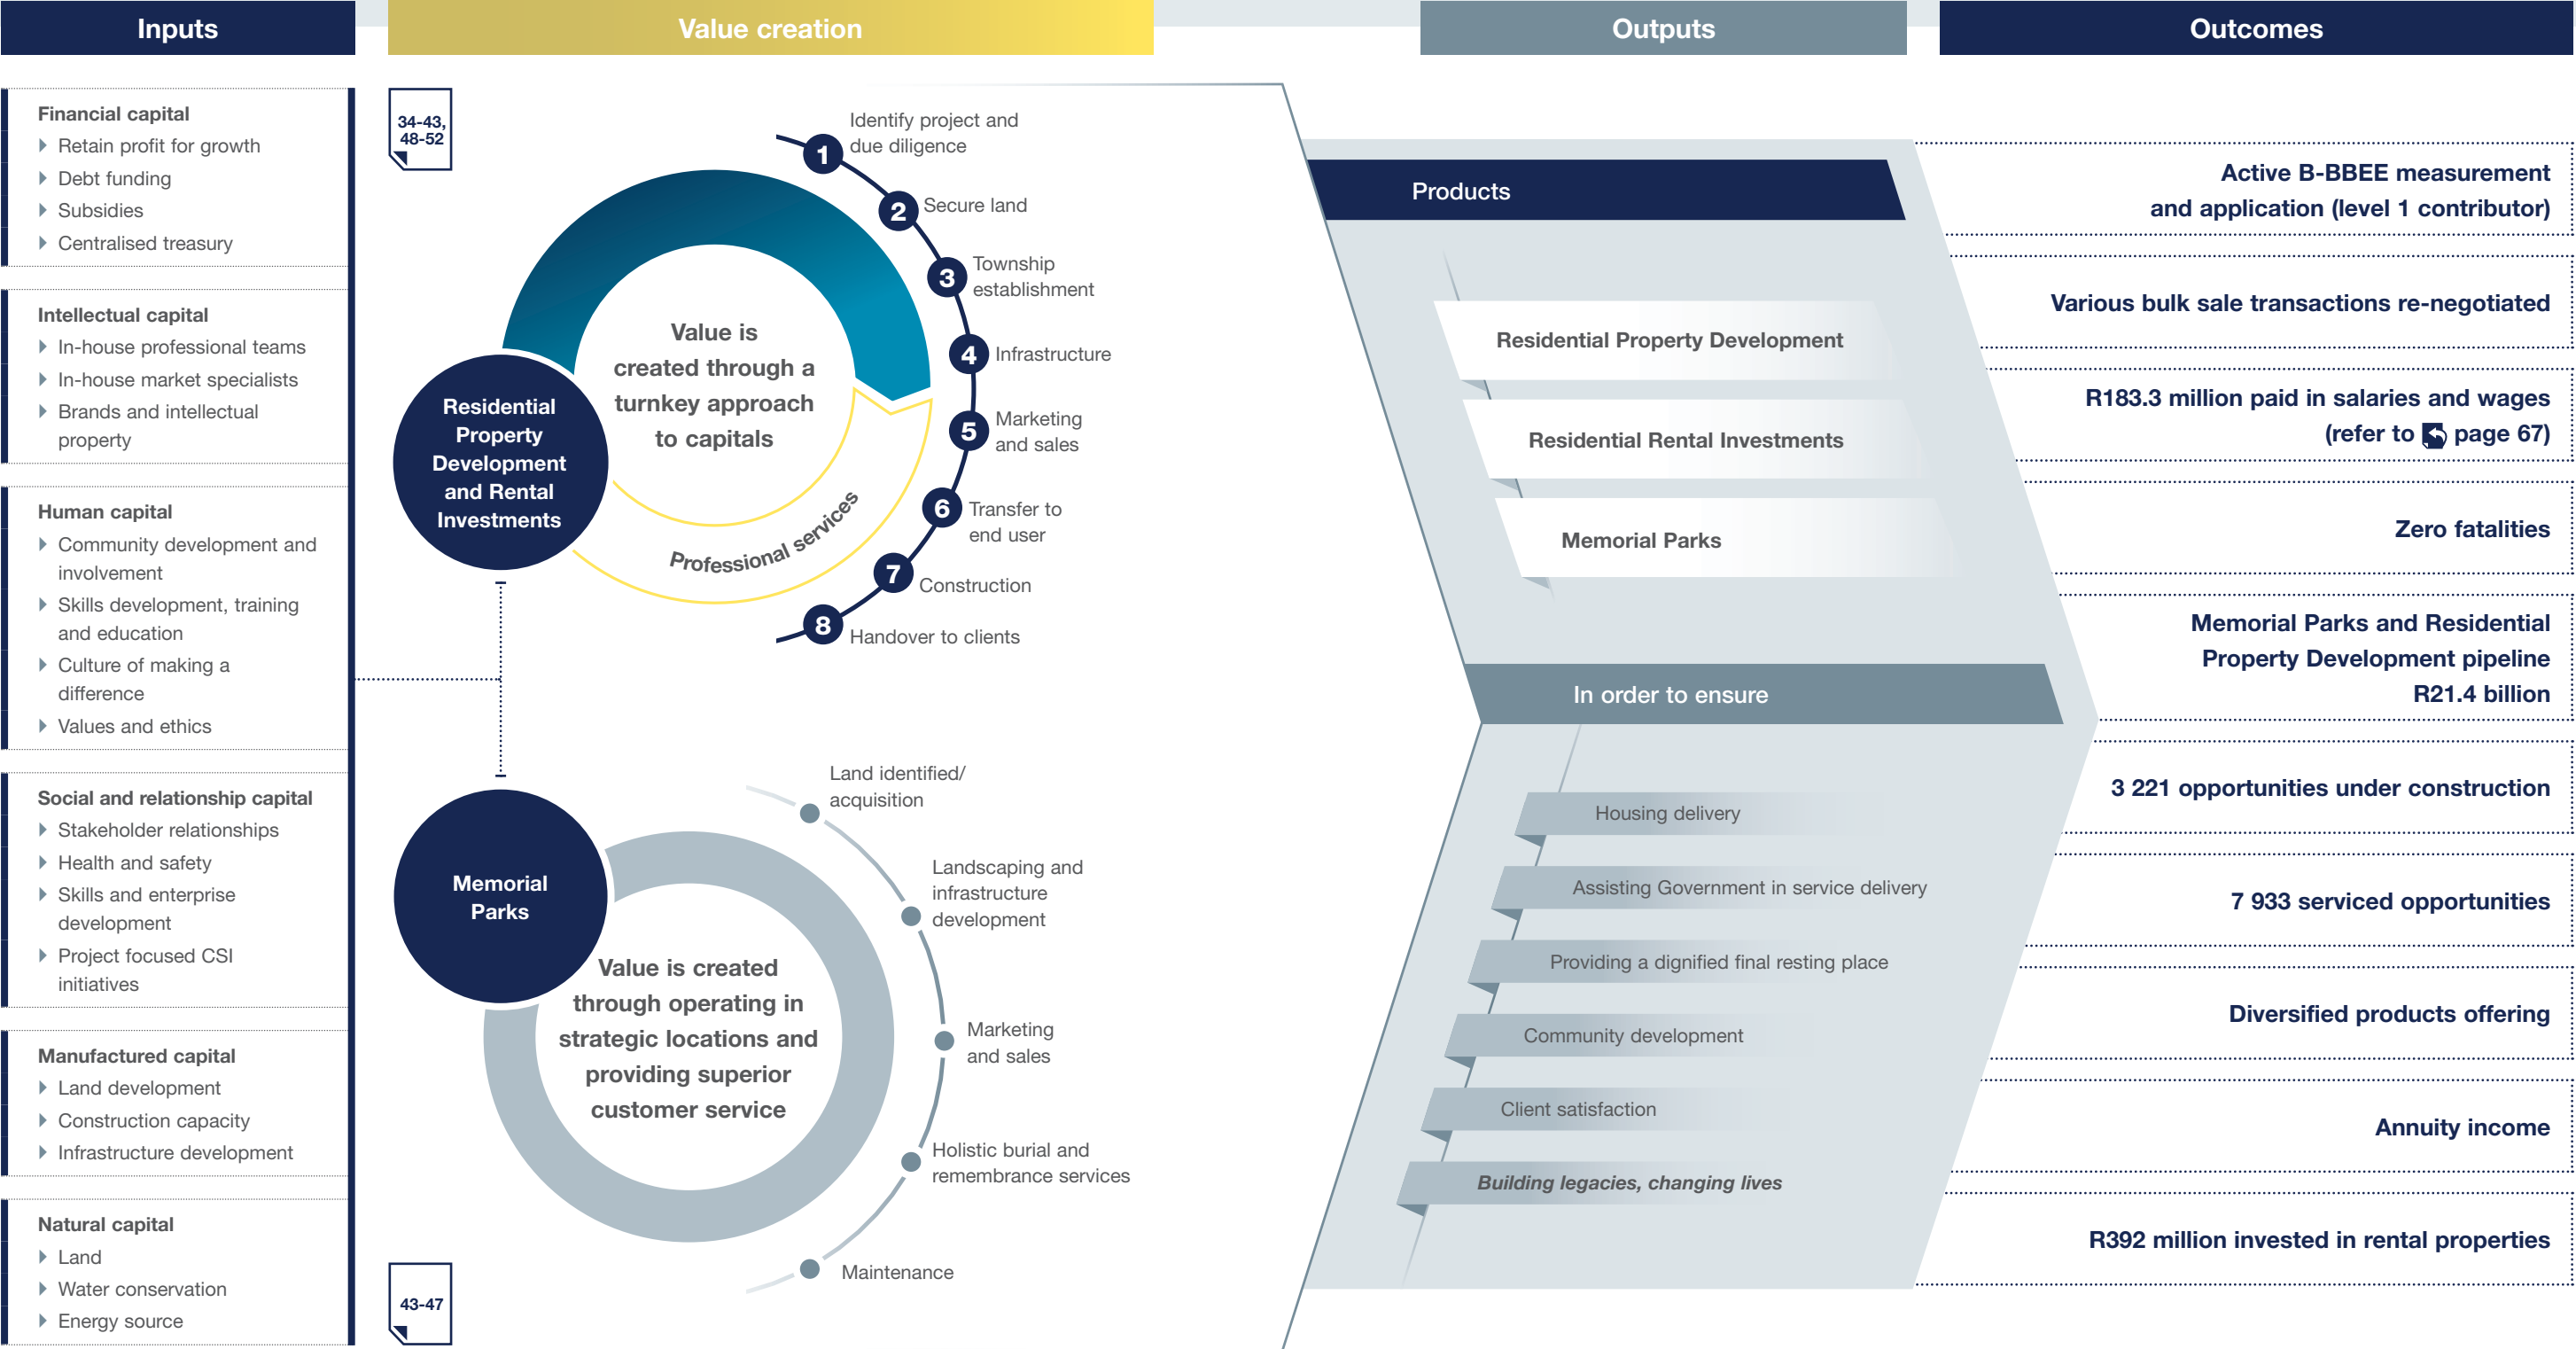 Inputs
Value creation
Outputs
Outcomes
Financial capital
Retain profit for growth
Debt funding
Subsidies
Centralised treasury
Intellectual capital
In-house professional teams
In-house market specialists
Brands and intellectual
property
Human capital
Community development and
involvement
Skills development, training
and education
Culture of making a
difference
Values and ethics
Social and relationship capital
Stakeholder relationships
Health and safety
Skills and enterprise
development
Project focused CSI
initiatives
Manufactured capital
Land development
Construction capacity
Infrastructure development
Natural capital
Land
Water conservation
Energy source
34-43,
48-52
Residential
Property
Development
and Rental
Investments
Value is
created through a
turnkey approach
to capitals
Professional services
1
Identify project and
due diligence
2
Secure land
3
Township
establishment
4
Infrastructure
5
Marketing
and sales
6
Transfer to
end user
7
Construction
8
Handover to clients
Memorial
Parks
Value is created
through operating in
strategic locations and
providing superior
customer service
Land identified/
acquisition
Landscaping and
infrastructure
development
Marketing
and sales
Holistic burial and
remembrance services
Maintenance
43-47
Products
Residential Property Development
Residential Rental Investments
Memorial Parks
In order to ensure
Housing delivery
Assisting Government in service delivery
Providing a dignified final resting place
Community development
Client satisfaction
Building legacies, changing lives
Active B-BBEE measurement
and application (level 1 contributor)
Various bulk sale transactions re-negotiated
R183.3 million paid in salaries and wages
(refer to page 67)
Zero fatalities
Memorial Parks and Residential
Property Development pipeline
R21.4 billion
3 221 opportunities under construction
7 933 serviced opportunities
Diversified products offering
Annuity income
R392 million invested in rental properties